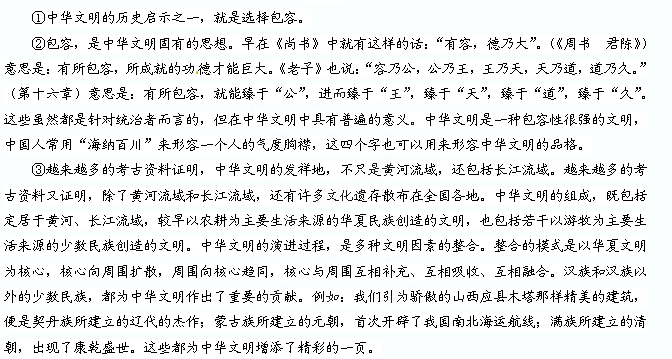 ①中华文明的历史启示之一，就是选择包容。
②包容，是中华文明固有的思想。早在《尚书》中就有这样的话：“有容，德乃大”。（《周书　君陈》）
意思是：有所包容，所成就的功德才能巨大。《老子》也说：“容乃公，公乃王，王乃天，天乃道，道乃久。”
（第十六章）意思是：有所包容，就能臻于“公”，进而臻于“王”，臻于“天”，臻于“道”，臻于“久”。
这些虽然都是针对统治者而言的，但在中华文明中具有普遍的意义。中华文明是一种包容性很强的文明，
中国人常用“海纳百川”来形容一个人的气度胸襟，这四个字也可以用来形容中华文明的品格。
③越来越多的考古资料证明，中华文明的发祥地，不只是黄河流域，还包括长江流域。越来越多的考
古资料又证明，除了黄河流域和长江流域，还有许多文化遗存散布在全国各地。中华文明的组成，既包括
定居于黄河、长江流域，较早以农耕为主要生活来源的华夏民族创造的文明，也包括若干以游牧为主要生
活来源的少数民族创造的文明。中华文明的演进过程，是多种文明因素的整合。整合的模式是以华夏文明
为核心，核心向周围扩散，周围向核心趋同，核心与周围互相补充、互相吸收、互相融合。汉族和汉族以
外的少数民族，都为中华文明作出了重要的贡献。例如：我们引为骄傲的山西应县木塔那样精美的建筑，
便是契丹族所建立的辽代的杰作；蒙古族所建立的元朝，首次开辟了我国南北海运航线；满族所建立的清
朝，出现了康乾盛世。这些都为中华文明增添了精彩的一页。